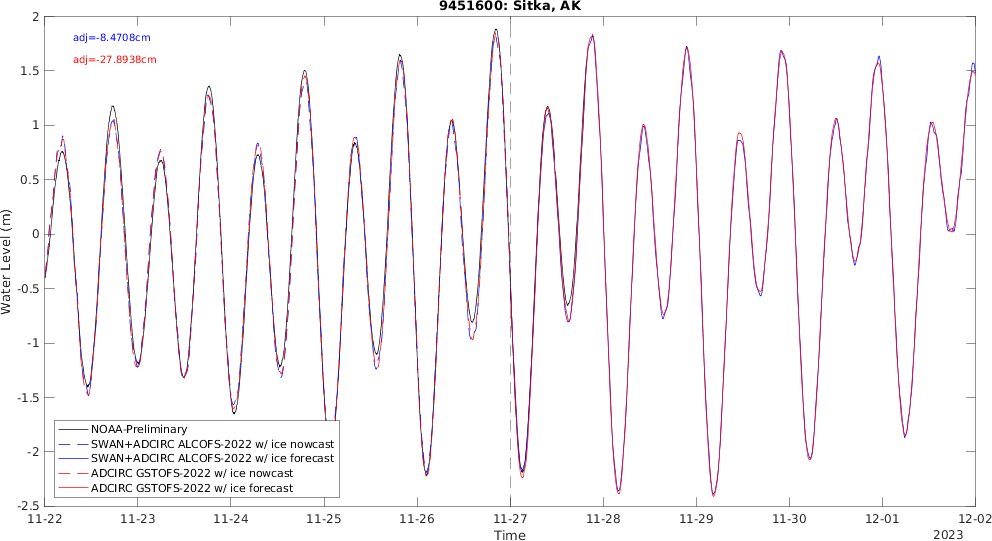 9451600: Sitka, AK
adj=-8.4708cm
adj=-27.8938cm
2
1.5
1
0.5
0
-0.5
-1
-1.5
-2
-2.5
Water Level (m)
NOAA-Preliminary
SWAN+ADCIRC ALCOFS-2022 w/ ice nowcast
SWAN+ADCIRC ALCOFS-2022 w/ ice forecast
ADCIRC GSTOFS-2022 w/ ice nowcast
ADCIRC GSTOFS-2022 w/ ice forecast
11-22 11-23 11-24 11-25 11-26 11-27 11-28 11-29 11-30 12-01 12-02
Time
2023